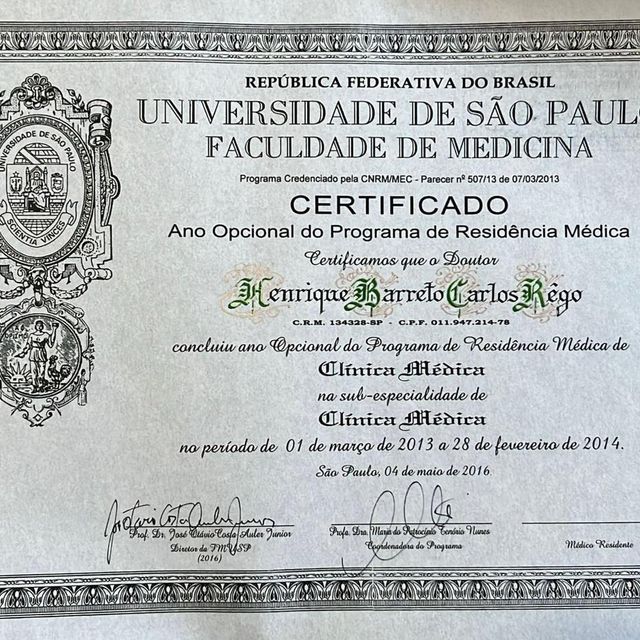 REPÚBLICA FEDERATIVA DO BRASIL
UNIVERSIDADE DE SÃO PAUL
FACULDADE DE MEDICINA
Programa Credenciado pela CNRM/MEC - Parecer nº 507/13 de 07/03/2013
CERTIFICADO
Ano Opcional do Programa de Residência Médica
Certificamos que o Doutor
Henrique Barreto Carlos Rêgo
C.R.M. 134328-SP - C.P.F. 011.947.214-78
concluiu ano Opcional do Programa de Residência Médica de
Clínica Médica
na sub-especialidade de
Clínica Médica
no período de 01 de março de 2013 a 28 de fevereiro de 2014.
São Paulo, 04 de maio de 2016.
Prof. Dr. José Otávio Costa Auler Junior
Diretor da FMUSP
(2016)
Profa. Dra. Maria do Patrocínio Tenório Nunes
Coordenadora do Programa
Médico Residente
UNIVERSIDADE DE SÃO PAULO
SCIENTIA VINCES